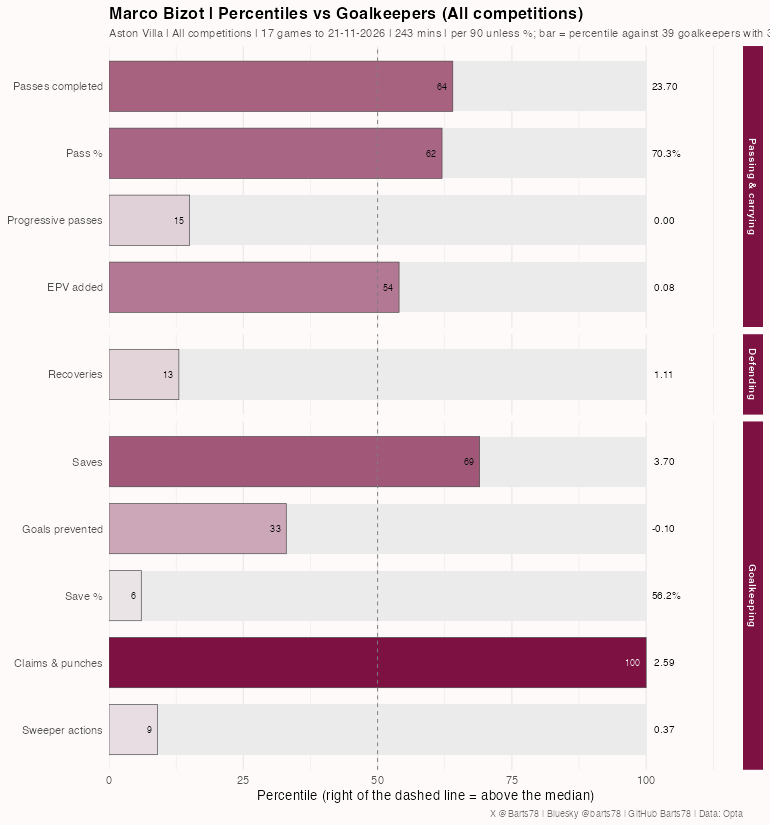 Marco Bizot | Percentiles vs Goalkeepers (All competitions)
Aston Villa | All competitions | 17 games to 21-11-2026 | 243 mins | per 90 unless %; bar = percentile against 39 goalkeepers with
Passes completed 64 23.70
Pass % 62 70.3%
Progressive passes 15 0.00
EPV added 54 0.08
Passing & carrying
Recoveries 13 1.11
Defending
Saves 69 3.70
Goals prevented 33 -0.10
Save % 6 56.2%
Claims & punches 100 2.59
Sweeper actions 9 0.37
Goalkeeping
0 25 50 75 100
Percentile (right of the dashed line = above the median)
X @Barts78 | Bluesky @barts78 | GitHub Barts78 | Data: Opta